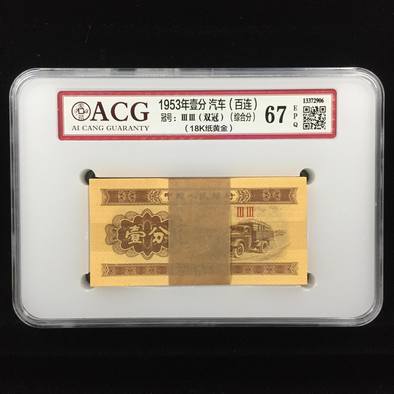 ACG
AI CANG GUARANTY
1953年壹分 汽车（百连）
冠号：ⅢⅢ（双冠）（综合分）
（18K纸黄金）
67
EPQ
13372906
ⅢⅢ
壹分